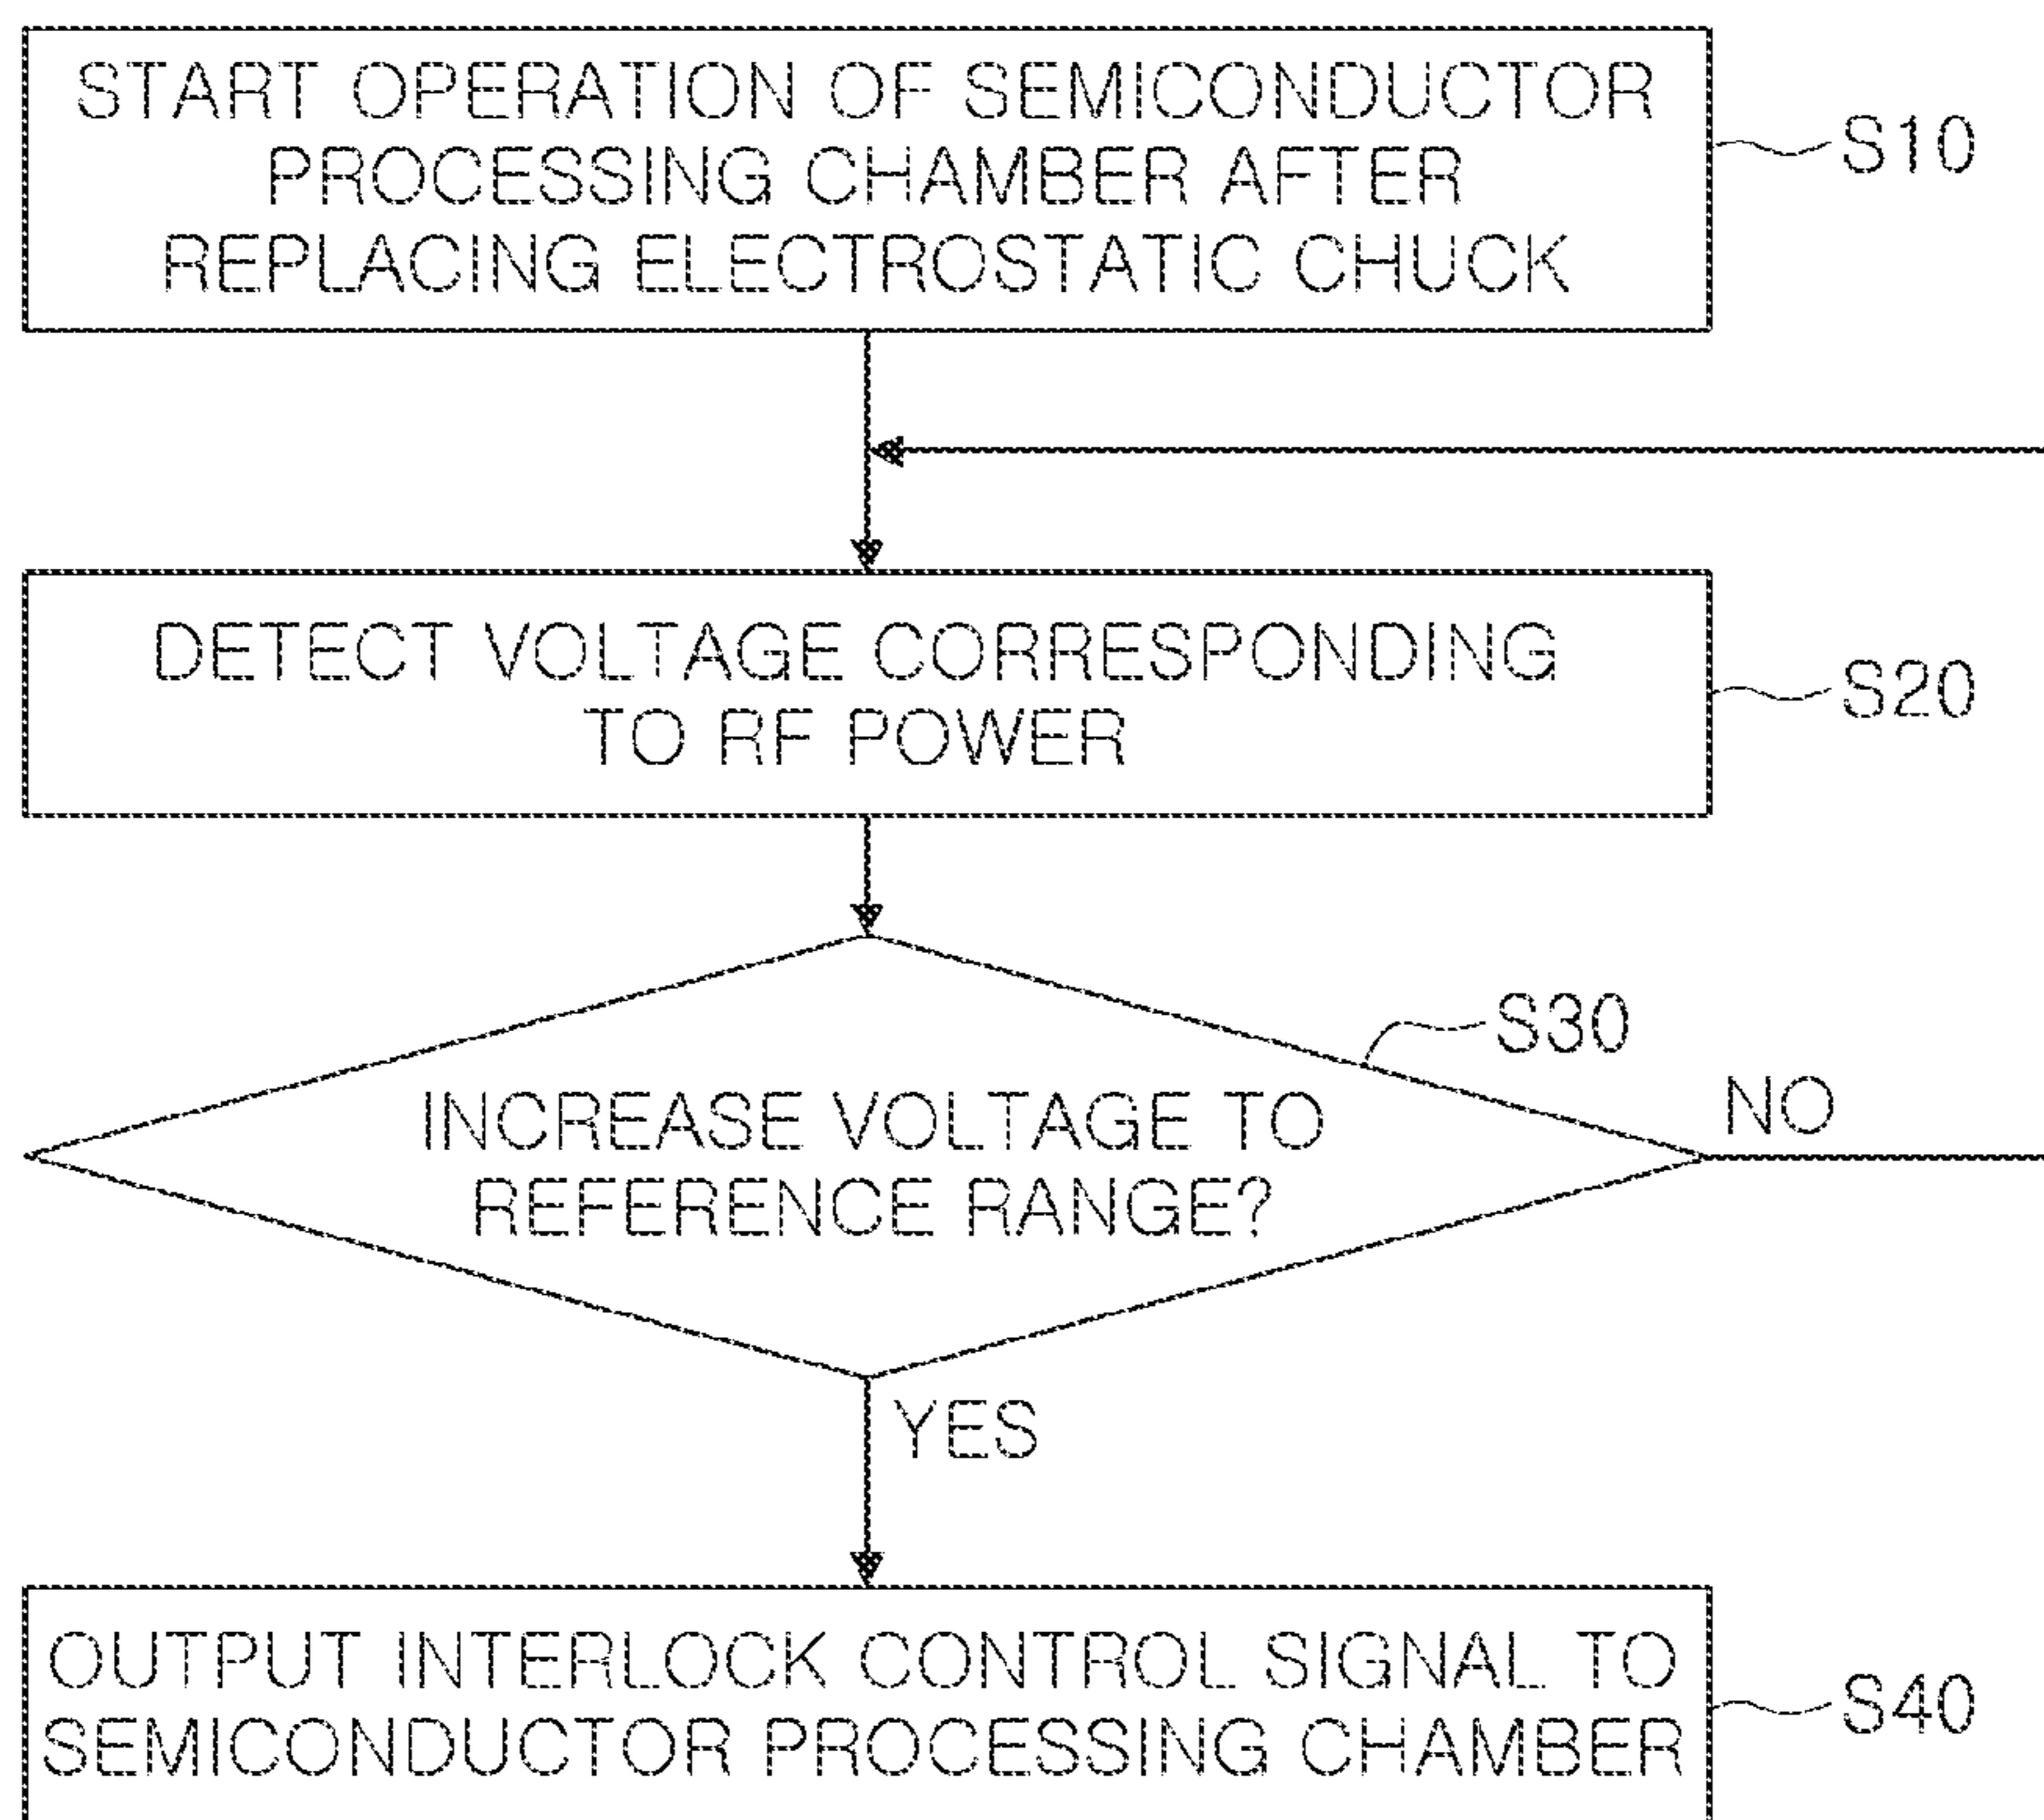 START OPERATION OF SEMICONDUCTOR
PROCESSING CHAMBER AFTER
REPLACING ELECTROSTATIC CHUCK
S10
DETECT VOLTAGE CORRESPONDING
TO RF POWER
S20
S30
INCREASE VOLTAGE TO
REFERENCE RANGE?
NO
YES
OUTPUT INTERLOCK CONTROL SIGNAL TO
SEMICONDUCTOR PROCESSING CHAMBER
S40